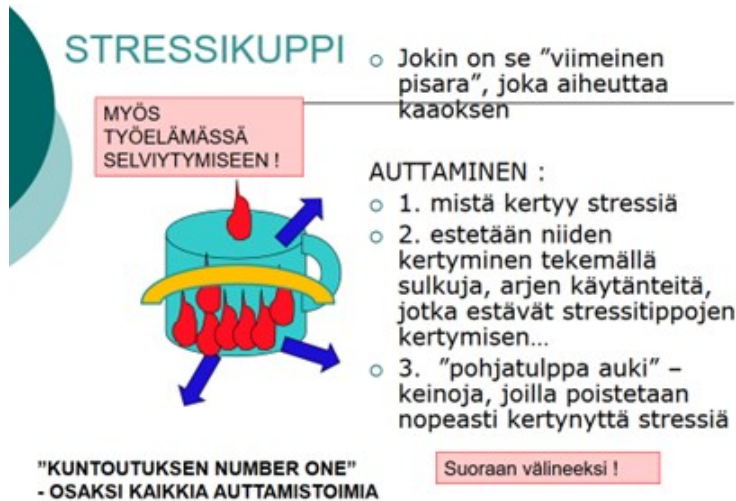 STRESSIKUPPI
MYÖS
TYÖELÄMÄSSÄ
SELVIYTYMISEEN !
Jokin on se ”viimeinen
pisara”, joka aiheuttaa
kaaoksen
AUTTAMINEN :
1. mistä kertyy stressiä
2. estetään niiden
kertyminen tekemällä
sulkuja, arjen käytänteitä,
jotka estävät stressitippojen
kertymisen…
3. ”pohjatulppa auki” –
keinoja, joilla poistetaan
nopeasti kertynyttä stressiä
”KUNTOUTUKSEN NUMBER ONE”
- OSAKSI KAIKKIA AUTTAMISTOIMIA
Suoraan välineeksi !